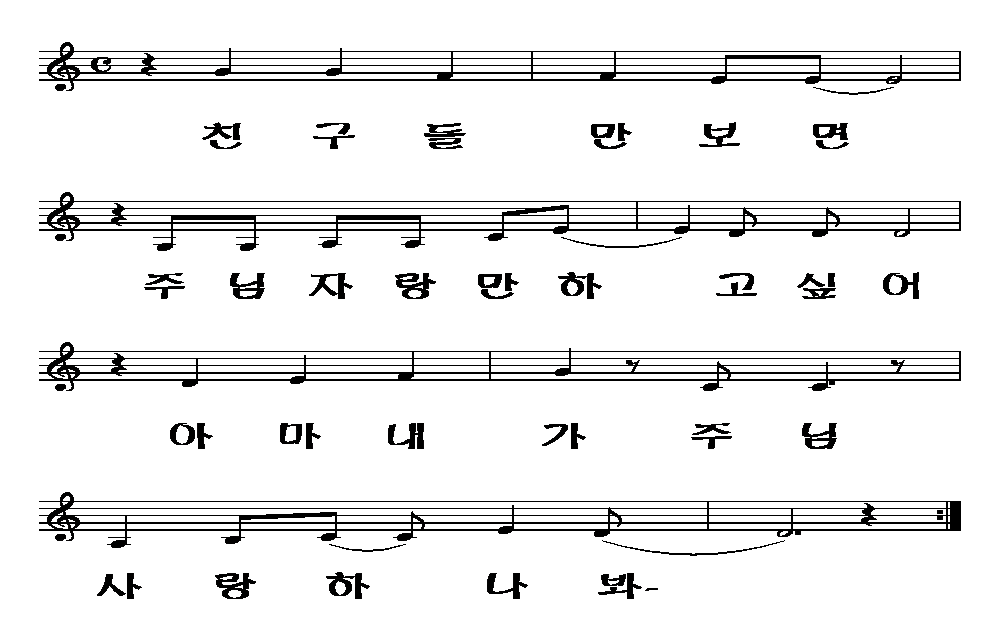 친 구 들 만 보 면
주 님 자 랑 만 하 고 싶 어
아 마 내 가 주 님
사 랑 하 나 봐-